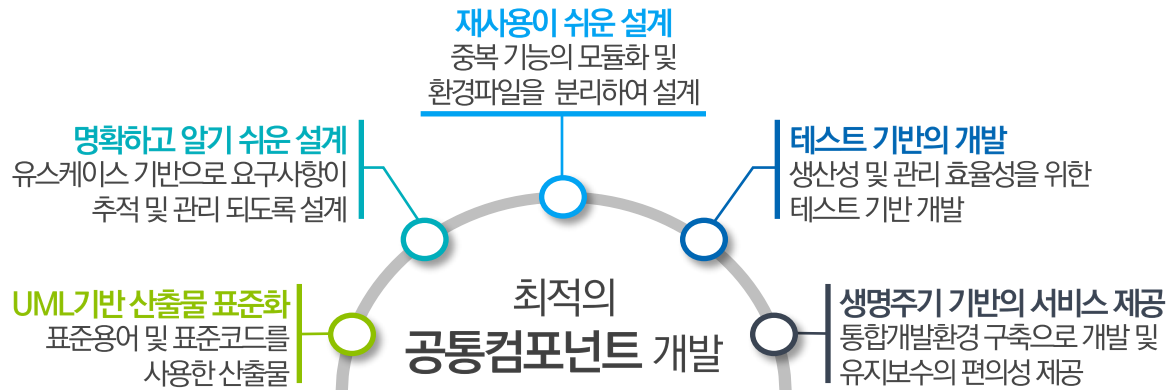 재사용이 쉬운 설계
중복 기능의 모듈화 및
환경파일을 분리하여 설계
명확하고 알기 쉬운 설계
유스케이스 기반으로 요구사항이
추적 및 관리 되도록 설계
테스트 기반의 개발
생산성 및 관리 효율성을 위한
테스트 기반 개발
UML기반 산출물 표준화
표준용어 및 표준코드를
사용한 산출물
최적의
공통컴포넌트 개발
생명주기 기반의 서비스 제공
통합개발환경 구축으로 개발 및
유지보수의 편의성 제공